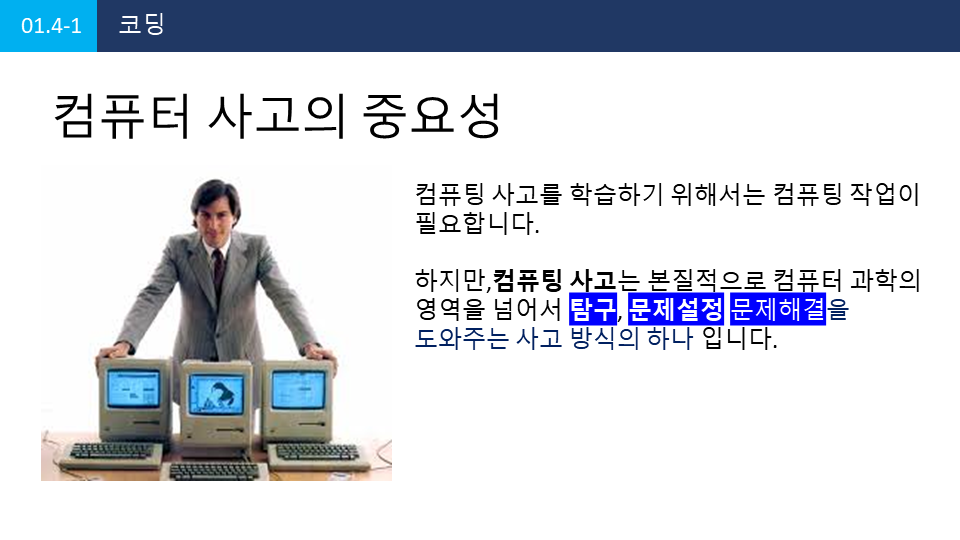 01.4-1
코딩
컴퓨터 사고의 중요성
컴퓨팅 사고를 학습하기 위해서는 컴퓨팅 작업이
필요합니다.
하지만,컴퓨팅 사고는 본질적으로 컴퓨터 과학의
영역을 넘어서 탐구, 문제설정 문제해결을
도와주는 사고 방식의 하나 입니다.